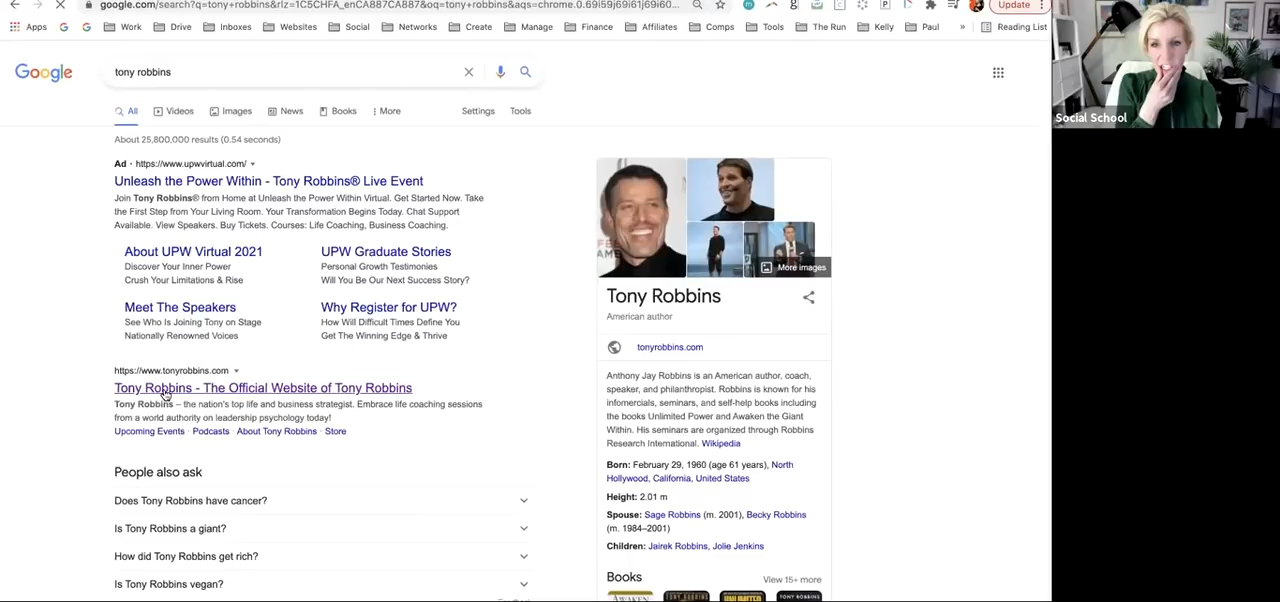 google.com/search?q=tony+robbins&rlz=1C5CHFA_enCA887CA887&oq=tony+robbins&aqs=chrome.0.69i59j69i61j69i60...
Update
Apps
Work
Drive
Inboxes
Websites
Social
Networks
Create
Manage
Finance
Affiliates
Comps
Tools
The Run
Kelly
Paul
»
Reading List
Google
tony robbins
All
Videos
Images
News
Books
More
Settings
Tools
About 25,800,000 results (0.54 seconds)
Ad · https://www.upwvirtual.com/
Unleash the Power Within - Tony Robbins® Live Event
Join Tony Robbins® from Home at Unleash the Power Within Virtual. Get Started Now. Take
the First Step from Your Living Room. Your Transformation Begins Today. Chat Support
Available. View Speakers. Buy Tickets. Courses: Life Coaching, Business Coaching.
About UPW Virtual 2021
Discover Your Inner Power
Crush Your Limitations & Rise
UPW Graduate Stories
Personal Growth Testimonies
Will You Be Our Next Success Story?
Meet The Speakers
See Who Is Joining Tony on Stage
Nationally Renowned Voices
Why Register for UPW?
How Will Difficult Times Define You
Get The Winning Edge & Thrive
https://www.tonyrobbins.com
Tony Robbins - The Official Website of Tony Robbins
Tony Robbins – the nation's top life and business strategist. Embrace life coaching sessions
from a world authority on leadership psychology today!
Upcoming Events · Podcasts · About Tony Robbins · Store
People also ask
Does Tony Robbins have cancer?
Is Tony Robbins a giant?
How did Tony Robbins get rich?
Is Tony Robbins vegan?
More images
Tony Robbins
American author
tonyrobbins.com
Anthony Jay Robbins is an American author, coach,
speaker, and philanthropist. Robbins is known for his
infomercials, seminars, and self-help books including
the books Unlimited Power and Awaken the Giant
Within. His seminars are organized through Robbins
Research International. Wikipedia
Born: February 29, 1960 (age 61 years), North
Hollywood, California, United States
Height: 2.01 m
Spouse: Sage Robbins (m. 2001), Becky Robbins
(m. 1984–2001)
Children: Jairek Robbins, Jolie Jenkins
Books
View 15+ more
AWAKEN
TONY ROBBINS
UNLIMITED
TONY ROBBINS
Social School